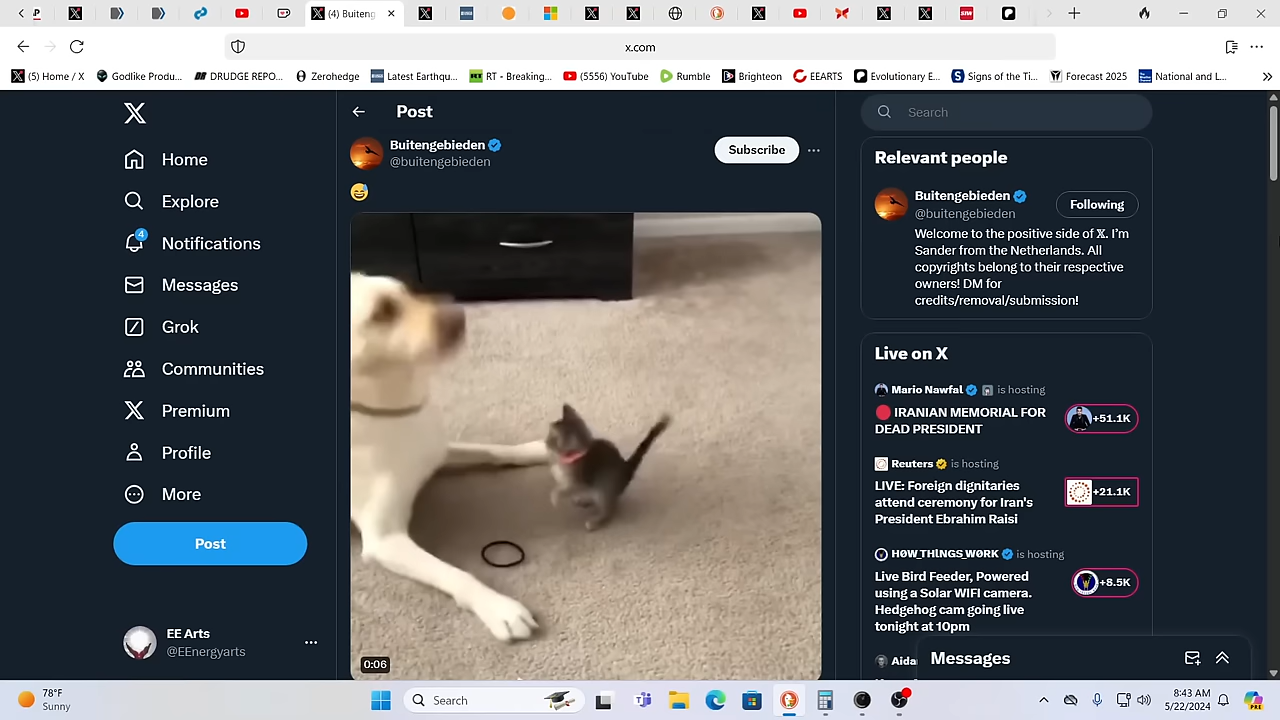 (4) Buiteng
x.com
(5) Home / X
Godlike Produ...
DRUDGE REPO...
Zerohedge
Latest Earthqu...
RT - Breaking...
(5556) YouTube
Rumble
Brighteon
EEARTS
Evolutionary E...
Signs of the Ti...
Forecast 2025
National and L...
Home
Explore
4
Notifications
Messages
Grok
Communities
Premium
Profile
More
Post
EE Arts
@EEnergyarts
Post
Buitengebieden
@buitengebieden
Subscribe
😅
0:06
Search
Relevant people
Buitengebieden
@buitengebieden
Following
Welcome to the positive side of 𝕏. I'm
Sander from the Netherlands. All
copyrights belong to their respective
owners! DM for
credits/removal/submission!
Live on X
Mario Nawfal is hosting
🔴 IRANIAN MEMORIAL FOR
DEAD PRESIDENT
+51.1K
Reuters is hosting
LIVE: Foreign dignitaries
attend ceremony for Iran's
President Ebrahim Raisi
+21.1K
HØW_THÌNGS_WØRK is hosting
Live Bird Feeder, Powered
using a Solar WIFI camera.
Hedgehog cam going live
tonight at 10pm
+8.5K
Aida
Messages
78°F
Sunny
Search
8:43 AM
5/22/2024
PRE